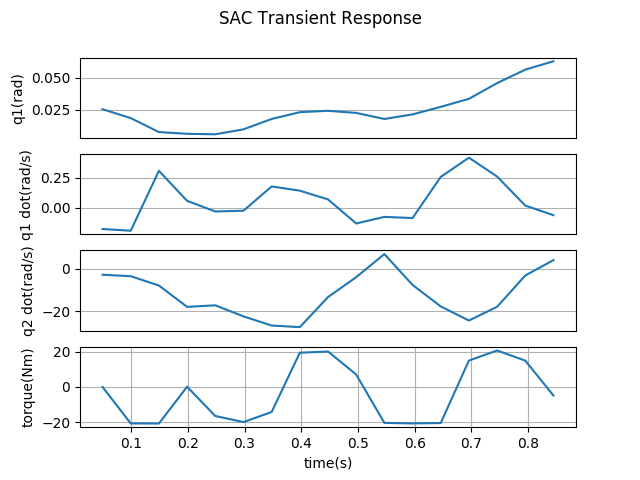 SAC Transient Response
q1(rad)
0.050
0.025
q1 dot(rad/s)
0.25
0.00
q2 dot(rad/s)
0
−20
torque(Nm)
20
0
−20
0.1 0.2 0.3 0.4 0.5 0.6 0.7 0.8
time(s)